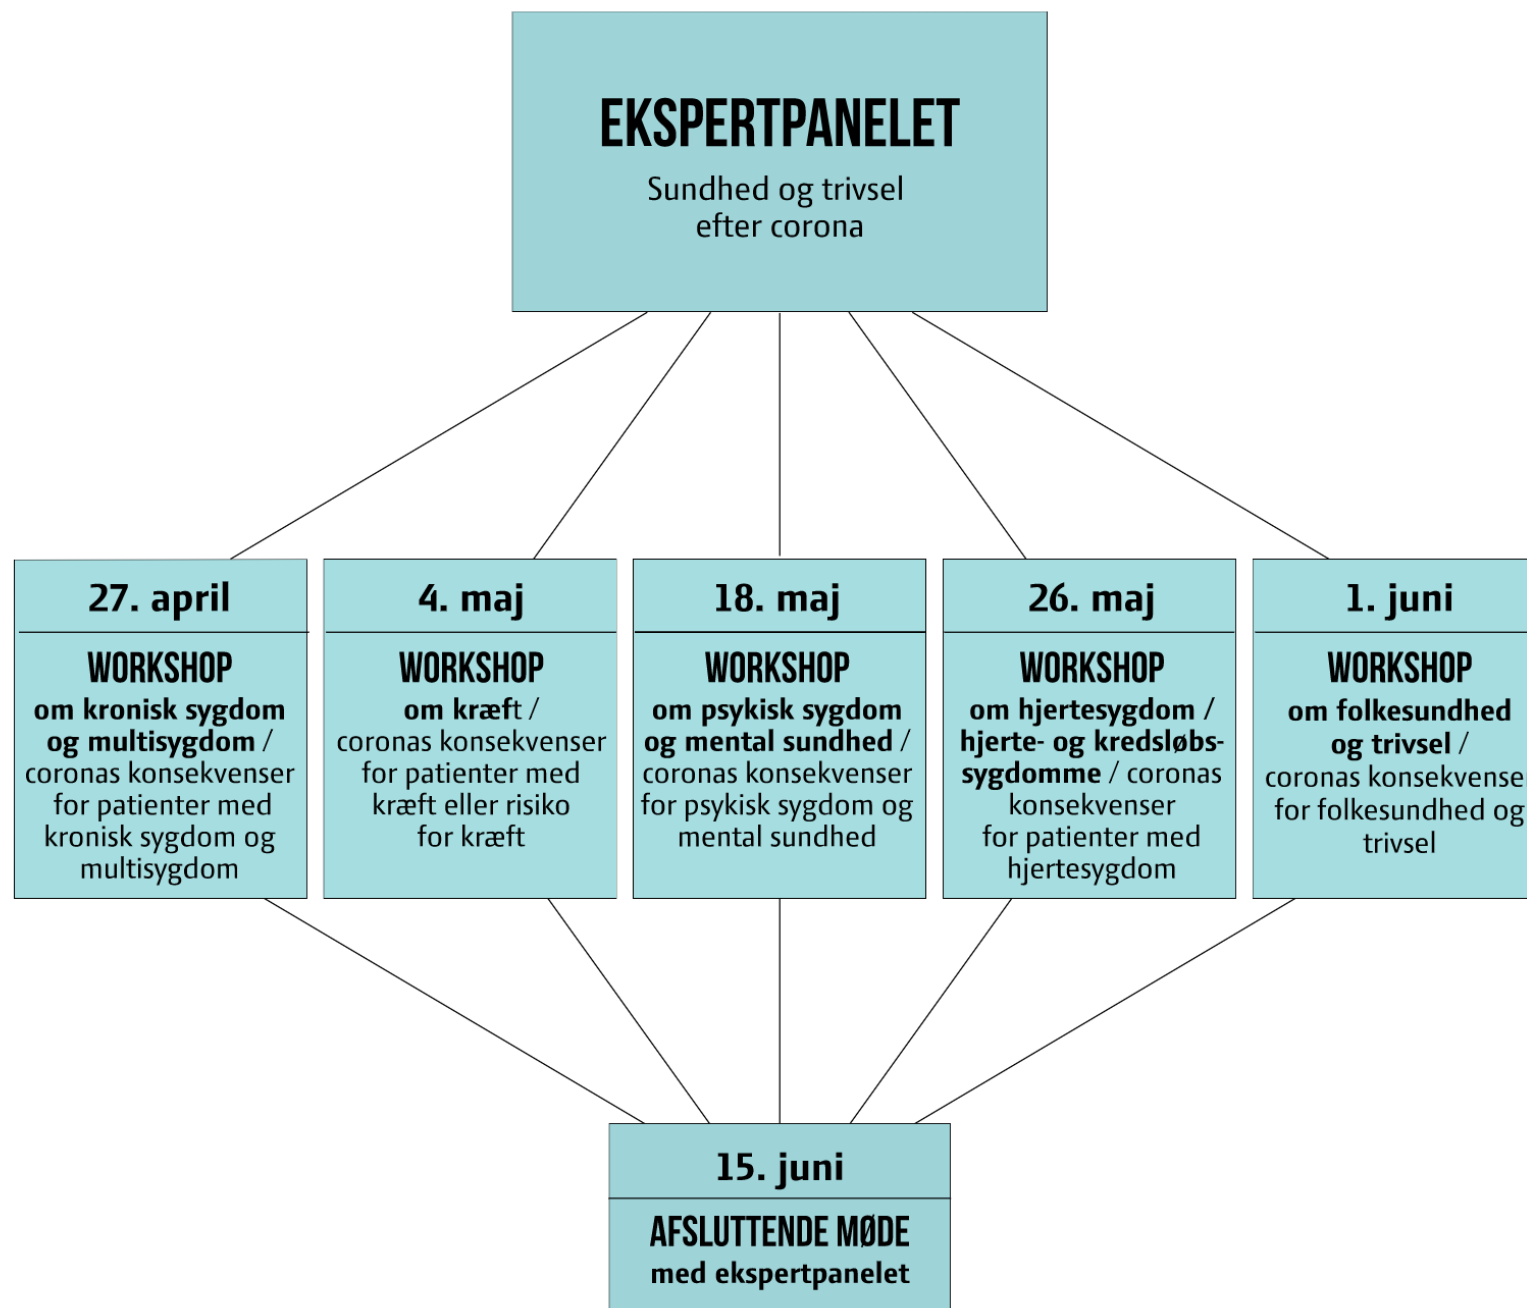 EKSPERTPANELET
Sundhed og trivsel
efter corona
27. april
WORKSHOP
om kronisk sygdom
og multisygdom /
coronas konsekvenser
for patienter med
kronisk sygdom og
multisygdom
4. maj
WORKSHOP
om kræft /
coronas konsekvenser
for patienter med
kræft eller risiko
for kræft
18. maj
WORKSHOP
om psykisk sygdom
og mental sundhed /
coronas konsekvenser
for psykisk sygdom og
mental sundhed
26. maj
WORKSHOP
om hjertesygdom /
hjerte- og kredsløbs-
sygdomme / coronas
konsekvenser
for patienter med
hjertesygdom
1. juni
WORKSHOP
om folkesundhed
og trivsel /
coronas konsekvense
for folkesundhed og
trivsel
15. juni
AFSLUTTENDE MØDE
med ekspertpanelet